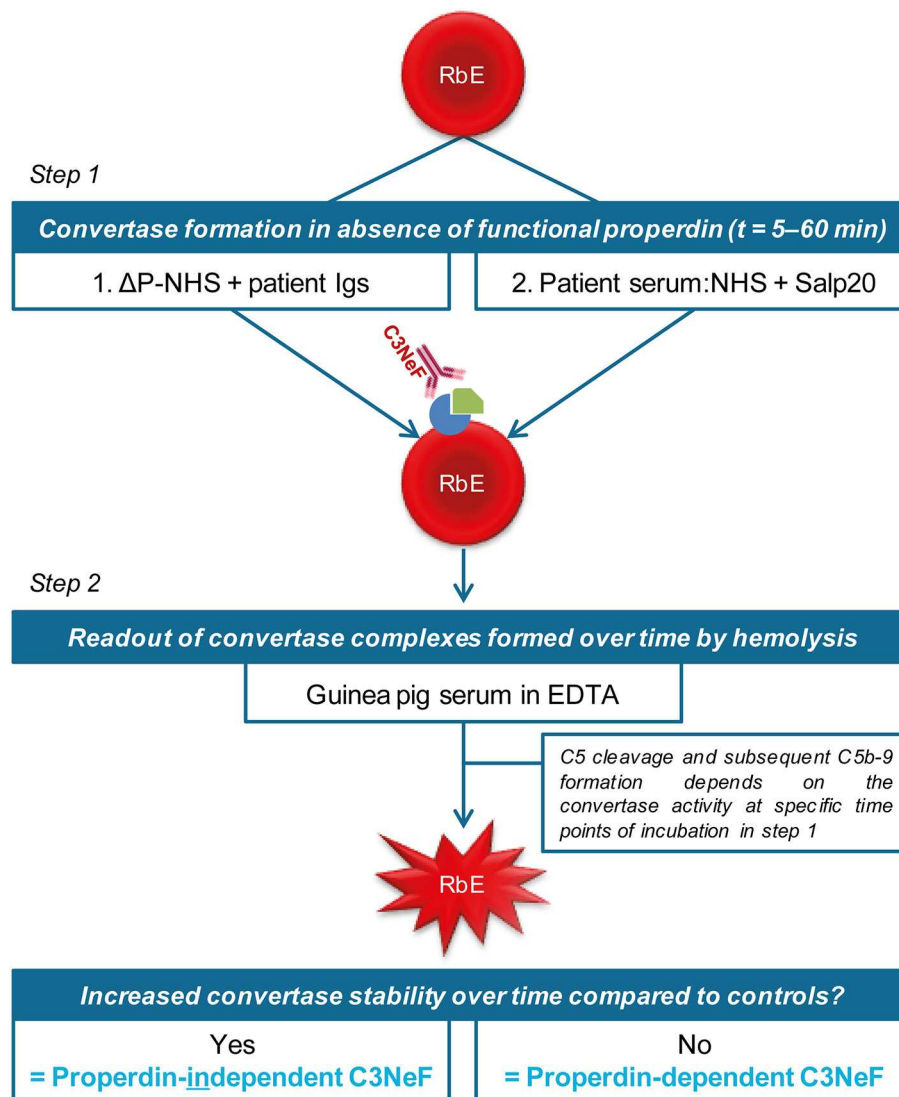 RbE
Step 1
Convertase formation in absence of functional properdin (t = 5–60 min)
1. ΔP-NHS + patient Igs
2. Patient serum:NHS + Salp20
C3NeF
RbE
Step 2
Readout of convertase complexes formed over time by hemolysis
Guinea pig serum in EDTA
C5 cleavage and subsequent C5b-9
formation depends on the
convertase activity at specific time
points of incubation in step 1
RbE
Increased convertase stability over time compared to controls?
Yes
= Properdin-independent C3NeF
No
= Properdin-dependent C3NeF